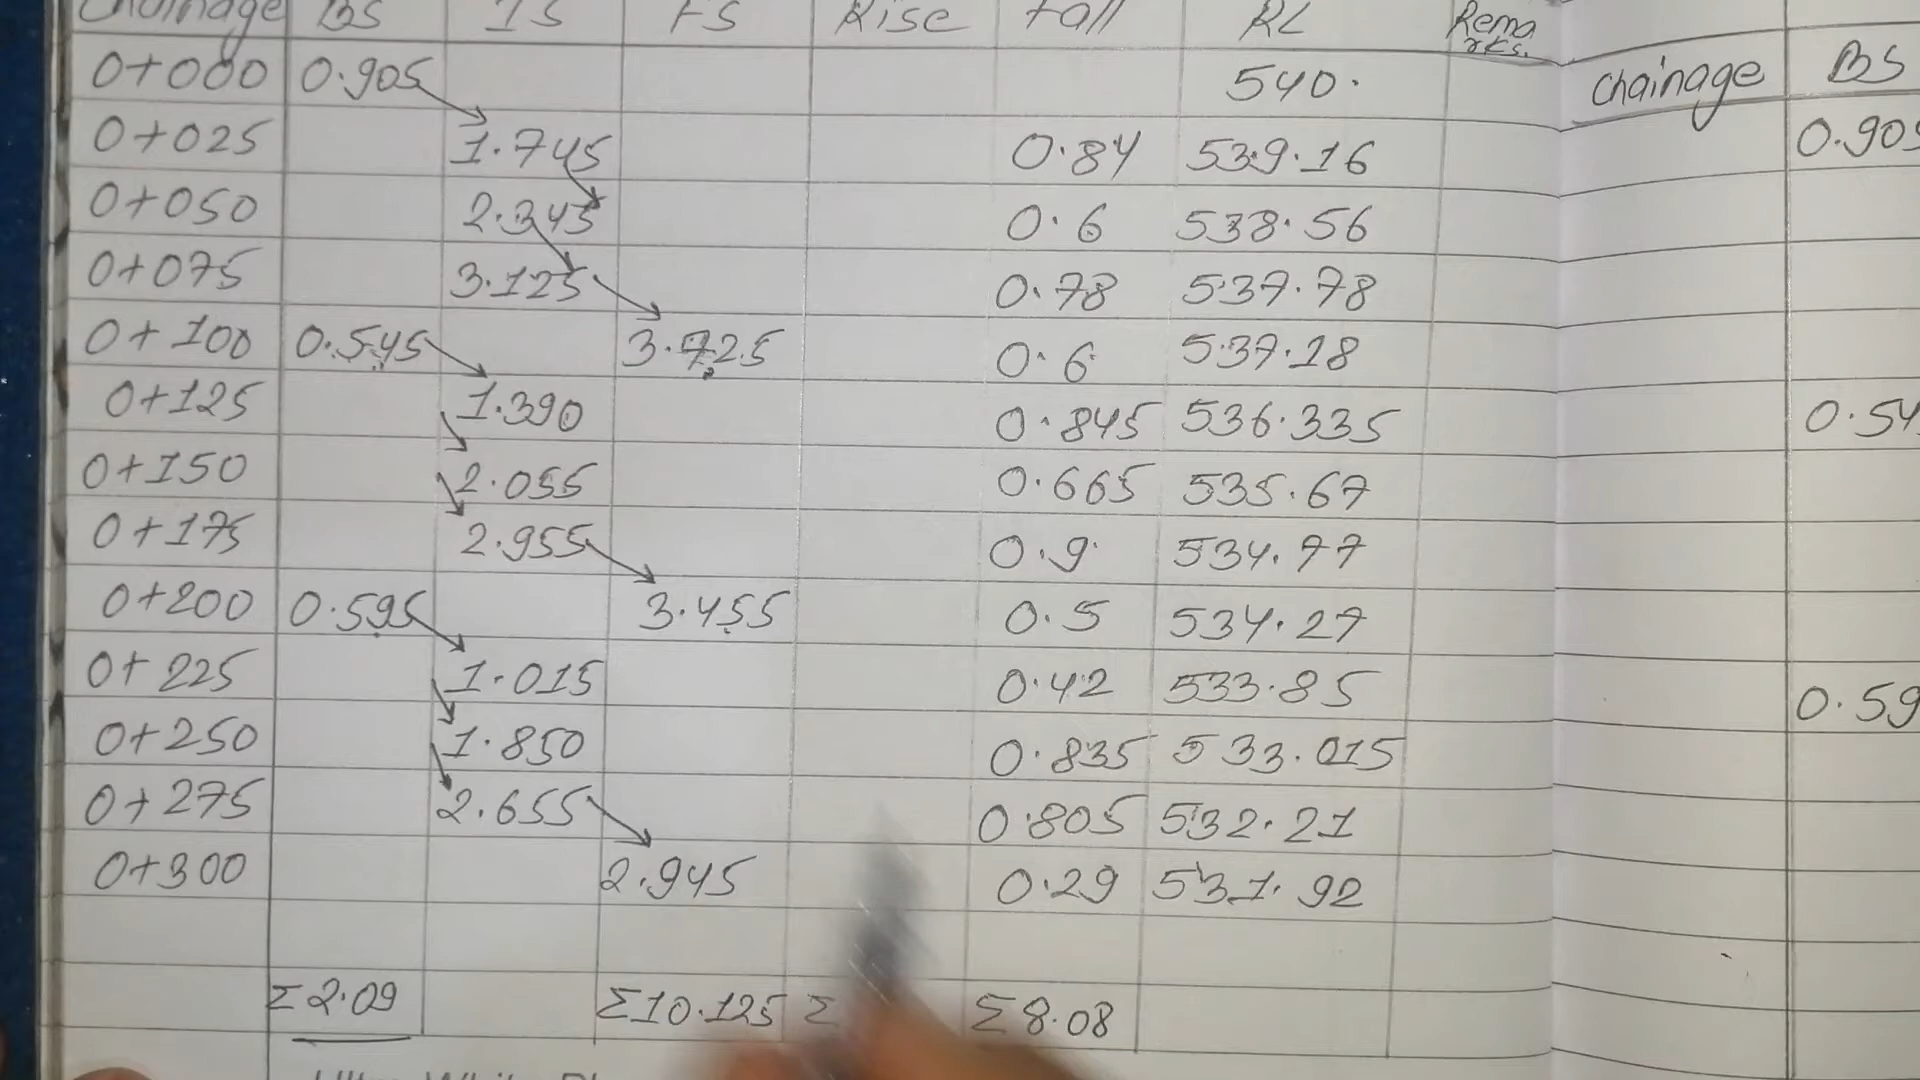 Chainage BS IS FS Rise Fall RL Remarks.
0+000 0.905 540.
0+025 1.745 0.84 539.16
0+050 2.345 0.6 538.56
0+075 3.125 0.78 537.78
0+100 0.545 3.725 0.6 537.18
0+125 1.390 0.845 536.335
0+150 2.055 0.665 535.67
0+175 2.955 0.9 534.77
0+200 0.595 3.455 0.5 534.27
0+225 1.015 0.42 533.85
0+250 1.850 0.835 533.015
0+275 2.655 0.805 532.21
0+300 2.945 0.29 531.92
Σ2.09 Σ10.125 Σ Σ8.08
Chainage BS
0.905
0.54
0.59